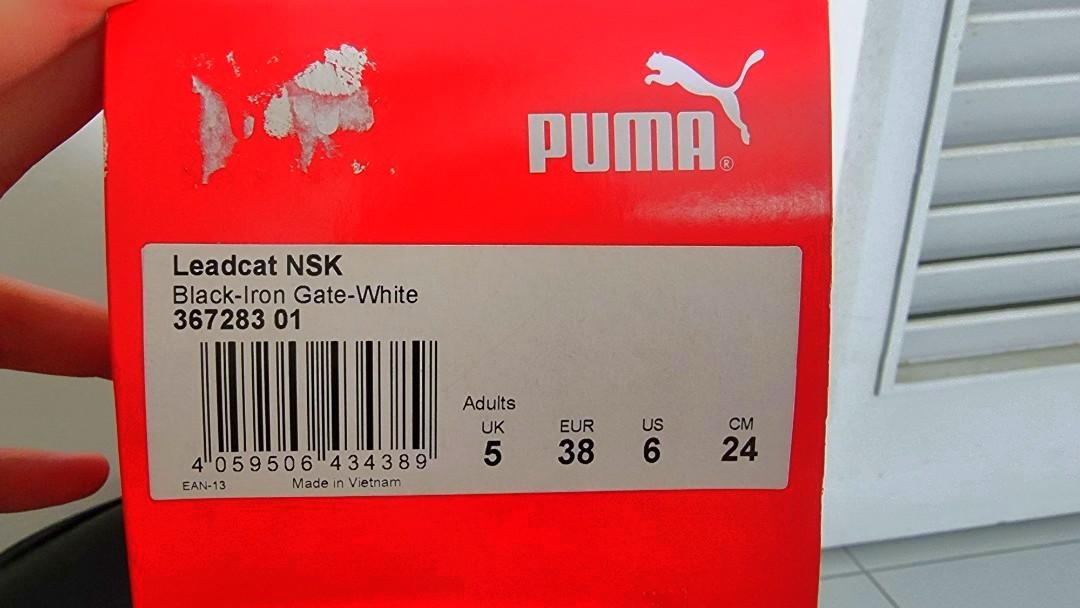 PUMA®
Leadcat NSK
Black-Iron Gate-White
367283 01
4 059506 434389
EAN-13 Made in Vietnam
Adults
UK EUR US CM
5 38 6 24